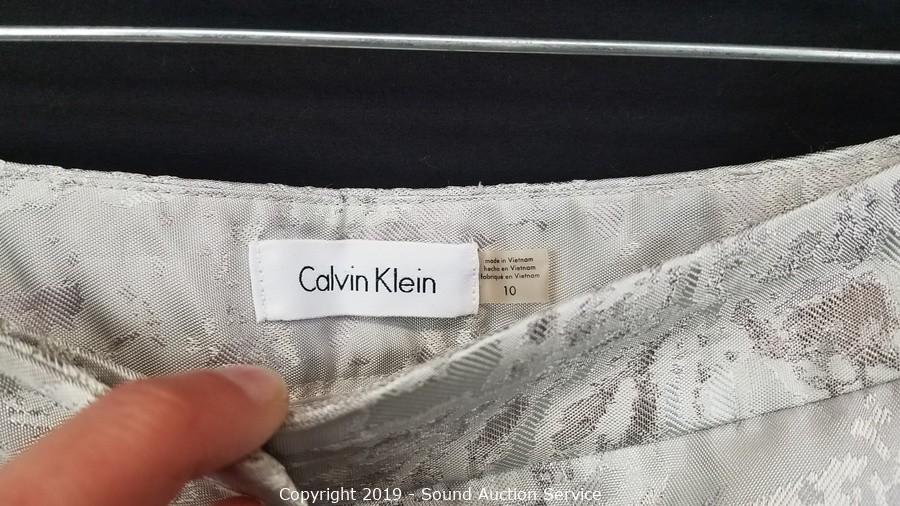 Calvin Klein
made in Vietnam
hecho en Vietnam
fabriqué en Vietnam
10
Copyright 2019 - Sound Auction Service